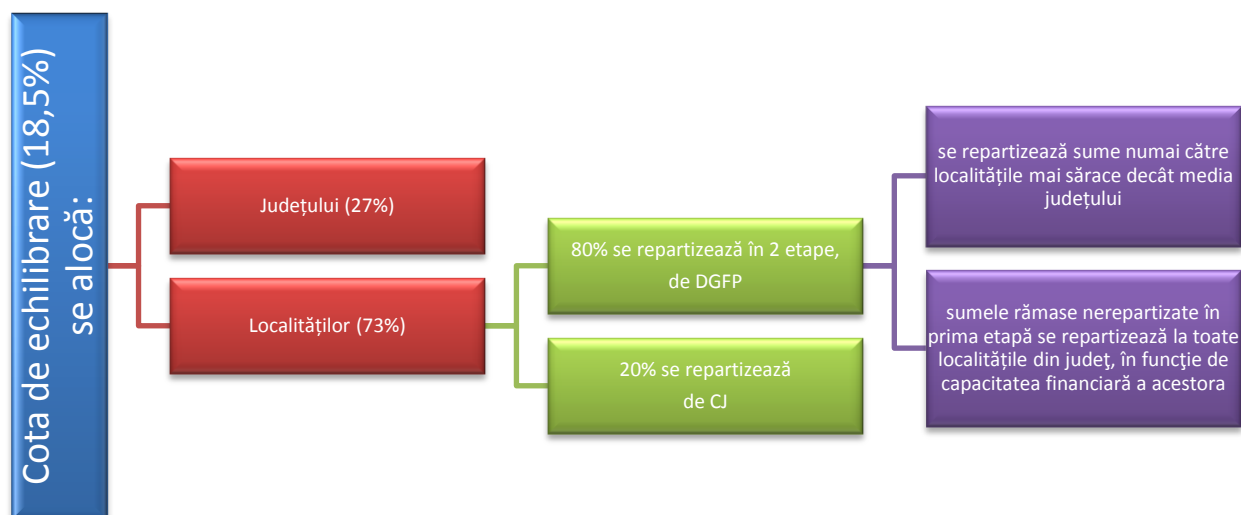 Cota de echilibrare (18,5%)
se alocă:
Județului (27%)
Localităților (73%)
80% se repartizează în 2 etape,
de DGFP
20% se repartizează
de CJ
se repartizează sume numai către
localitățile mai sărace decât media
județului
sumele rămase nerepartizate în
prima etapă se repartizează la toate
localităţile din judeţ, în funcţie de
capacitatea financiară a acestora